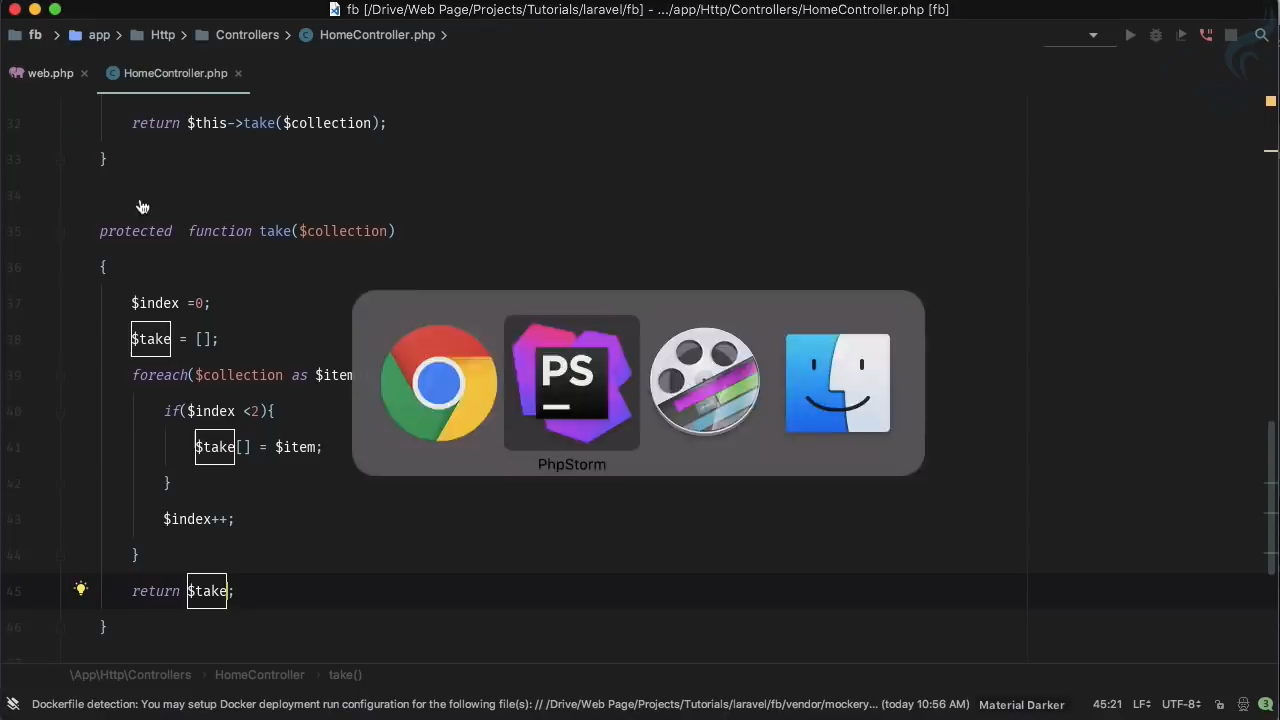 fb [/Drive/Web Page/Projects/Tutorials/laravel/fb] - .../app/Http/Controllers/HomeController.php [fb]
fb app Http Controllers HomeController.php
web.php HomeController.php
32 return $this->take($collection);
33 }
34
35 protected function take($collection)
36 {
37 $index =0;
38 $take = [];
39 foreach($collection as $item
40 if($index <2){
41 $take[] = $item;
42 }
43 $index++;
44 }
45 return $take;
46 }
PS
PhpStorm
\App\Http\Controllers HomeController take()
Dockerfile detection: You may setup Docker deployment run configuration for the following file(s): // /Drive/Web Page/Projects/Tutorials/laravel/fb/vendor/mockery... (today 10:56 AM) Material Darker 45:21 LF UTF-8